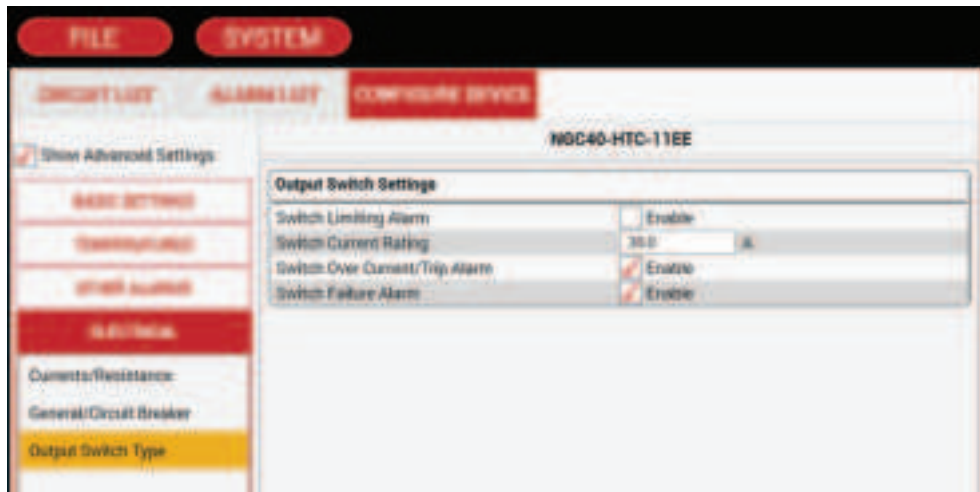 FILE SYSTEM
CIRCUIT LIST ALARM LIST CONFIGURE DEVICE
NGC40-HTC-11EE
Show Advanced Settings
BASIC SETTINGS
TEMPERATURES
OTHER ALARMS
ELECTRICAL
Currents/Resistance
General/Circuit Breaker
Output Switch Type
Output Switch Settings
Switch Limiting Alarm Enable
Switch Current Rating 30.0 A
Switch Over Current/Trip Alarm Enable
Switch Failure Alarm Enable